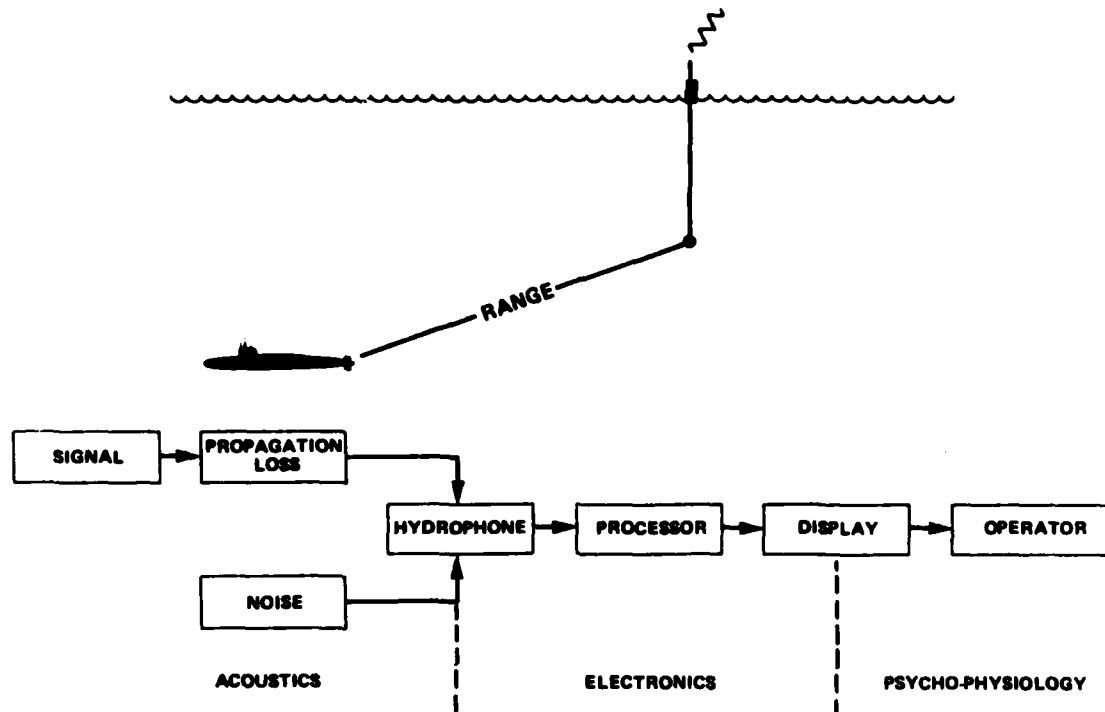 RANGE
SIGNAL
PROPAGATION
LOSS
HYDROPHONE
PROCESSOR
DISPLAY
OPERATOR
NOISE
ACOUSTICS
ELECTRONICS
PSYCHO-PHYSIOLOGY